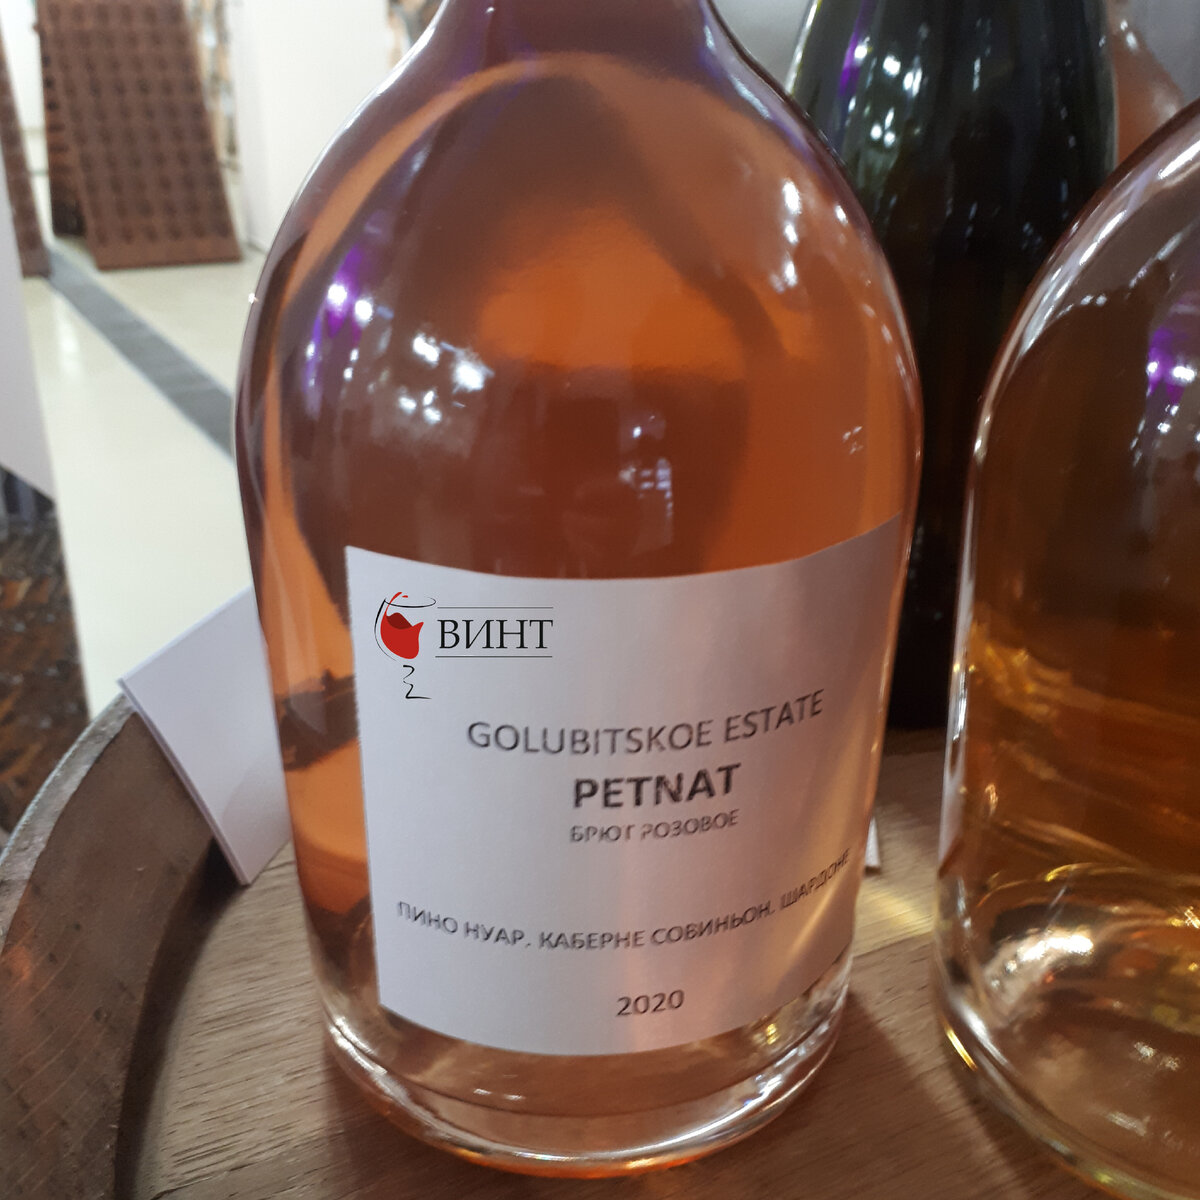 ВИНТ
GOLUBITSKOE ESTATE
PETNAT
БРЮТ РОЗОВОЕ
ПИНО НУАР. КАБЕРНЕ СОВИНЬОН. ШАРДОНЕ
2020